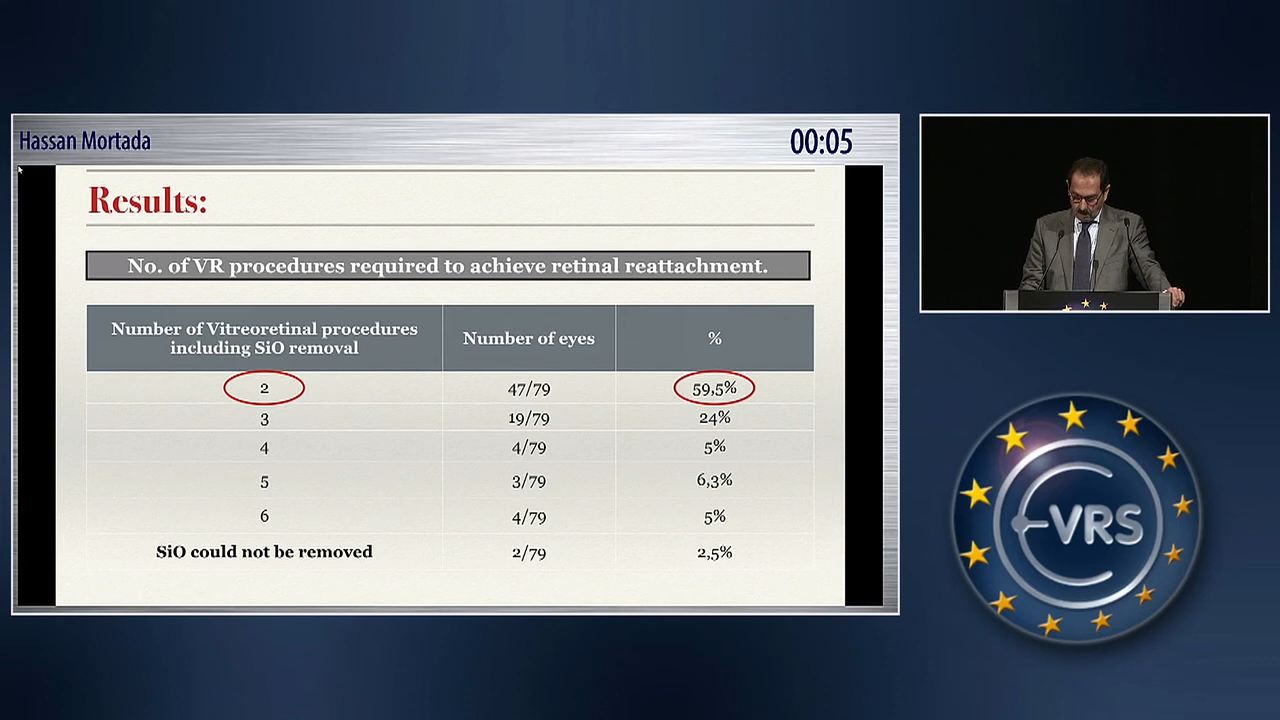 Hassan Mortada
00:05
Results:
No. of VR procedures required to achieve retinal reattachment.
Number of Vitreoretinal procedures including SiO removal
Number of eyes
%
2 47/79 59,5%
3 19/79 24%
4 4/79 5%
5 3/79 6,3%
6 4/79 5%
SiO could not be removed 2/79 2,5%
EVRS